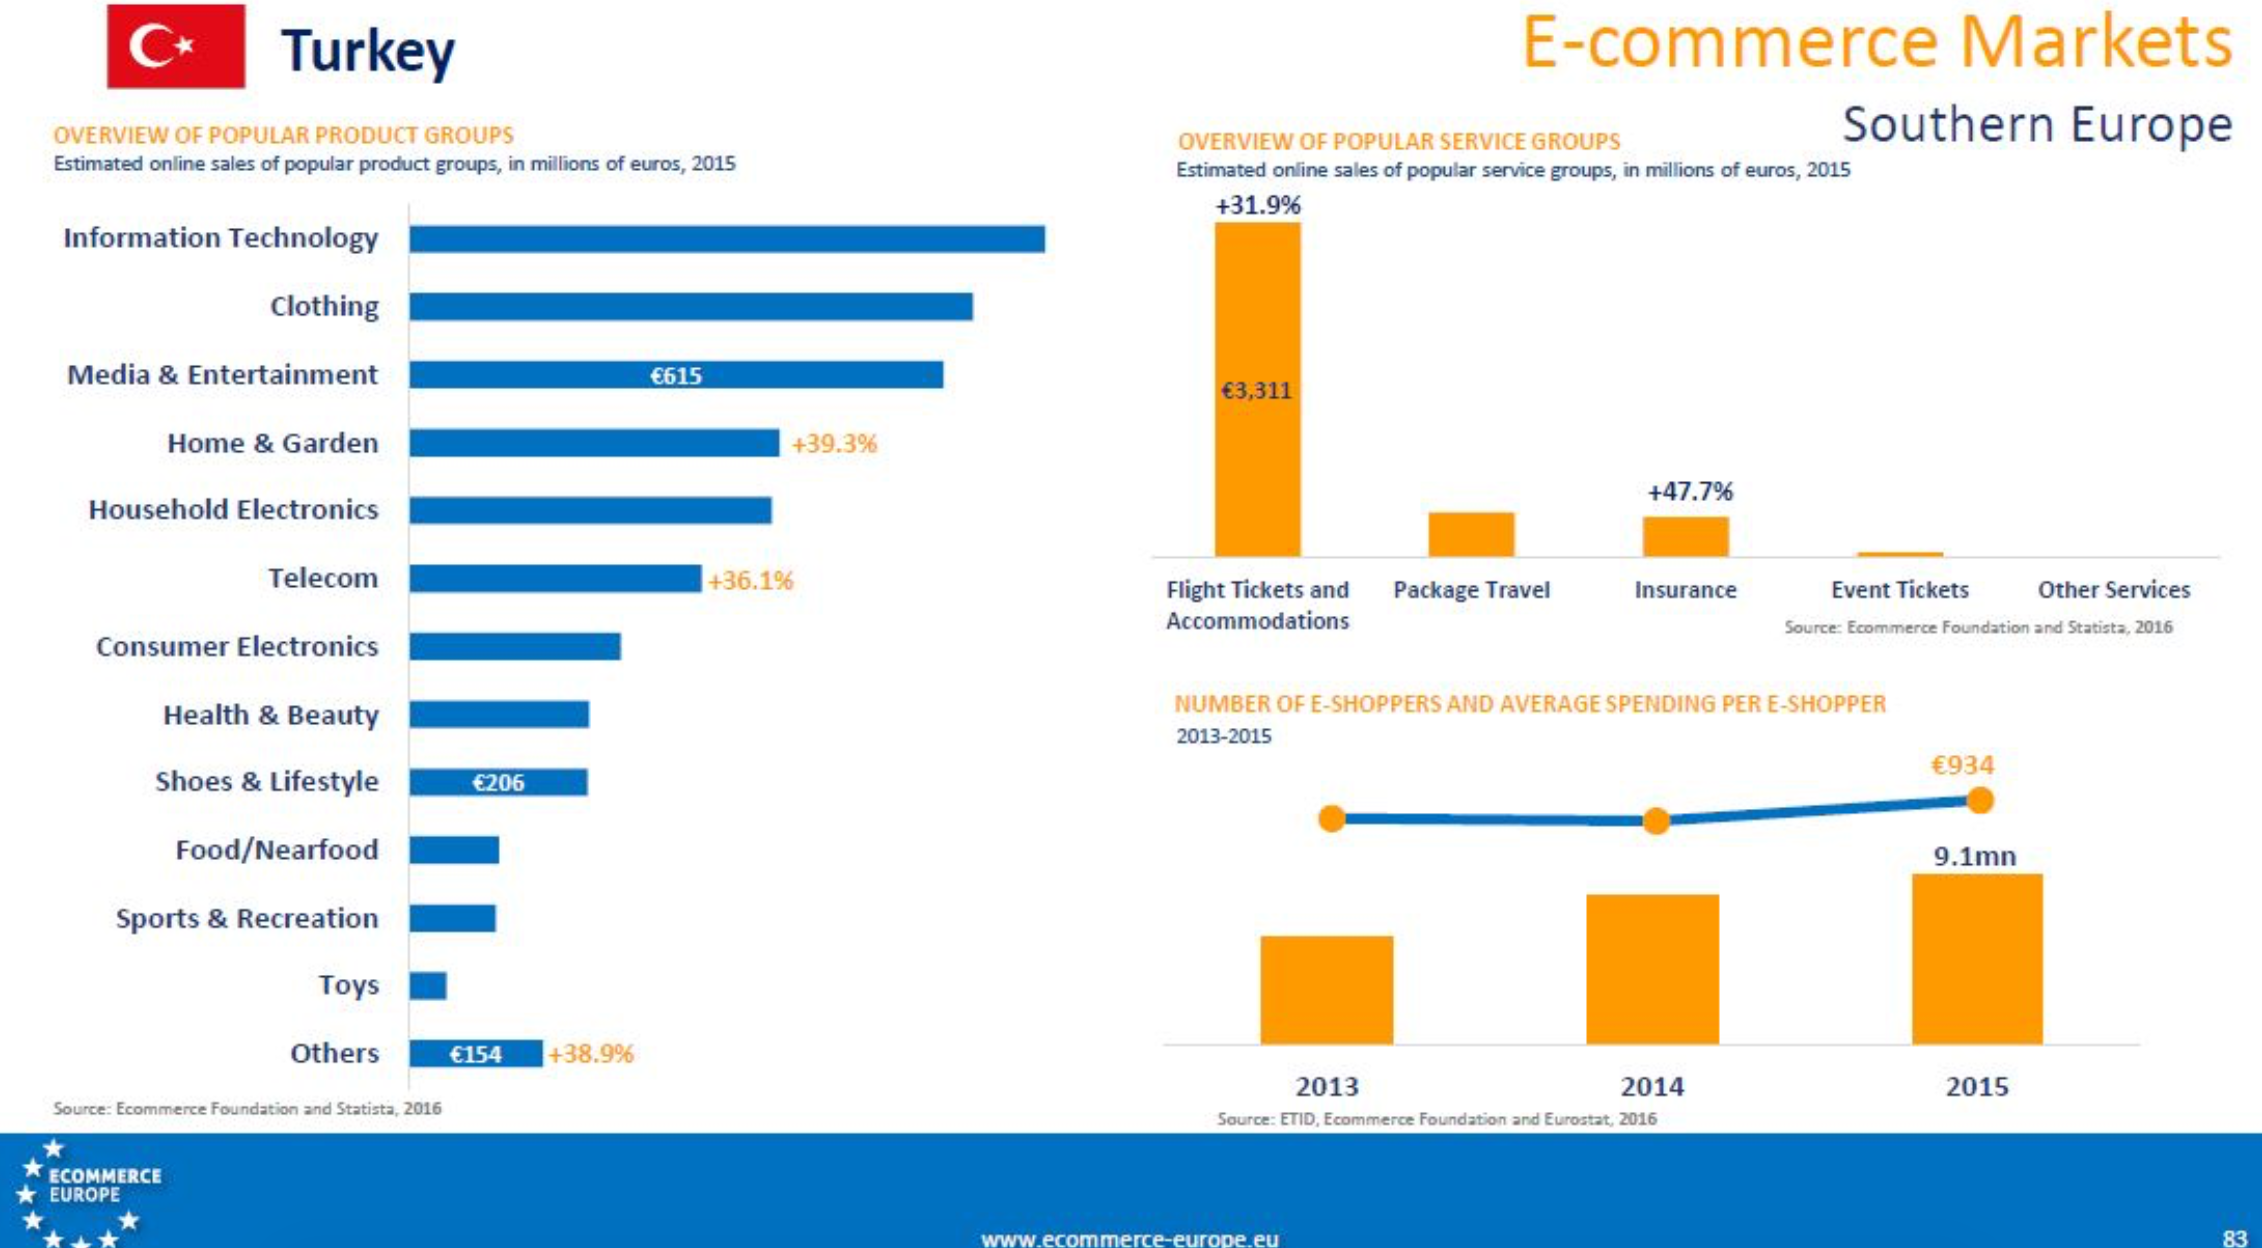 Turkey
E-commerce Markets
Southern Europe
OVERVIEW OF POPULAR PRODUCT GROUPS
Estimated online sales of popular product groups, in millions of euros, 2015
Information Technology
Clothing
Media & Entertainment €615
Home & Garden +39.3%
Household Electronics
Telecom +36.1%
Consumer Electronics
Health & Beauty
Shoes & Lifestyle €206
Food/Nearfood
Sports & Recreation
Toys
Others €154 +38.9%
Source: Ecommerce Foundation and Statista, 2016
OVERVIEW OF POPULAR SERVICE GROUPS
Estimated online sales of popular service groups, in millions of euros, 2015
+31.9%
€3,311
+47.7%
Flight Tickets and Package Travel Insurance Event Tickets Other Services
Accommodations
Source: Ecommerce Foundation and Statista, 2016
NUMBER OF E-SHOPPERS AND AVERAGE SPENDING PER E-SHOPPER
2013-2015
€934
9.1mn
2013 2014 2015
Source: ETID, Ecommerce Foundation and Eurostat, 2016
ECOMMERCE
EUROPE
www.ecommerce-europe.eu
83